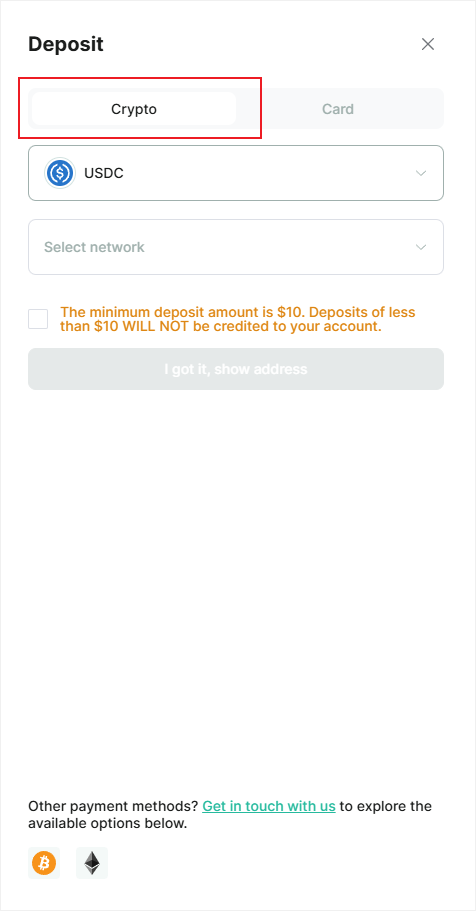 Deposit
Crypto
Card
USDC
Select network
The minimum deposit amount is $10. Deposits of less
than $10 WILL NOT be credited to your account.
I got it, show address
Other payment methods? Get in touch with us to explore the
available options below.